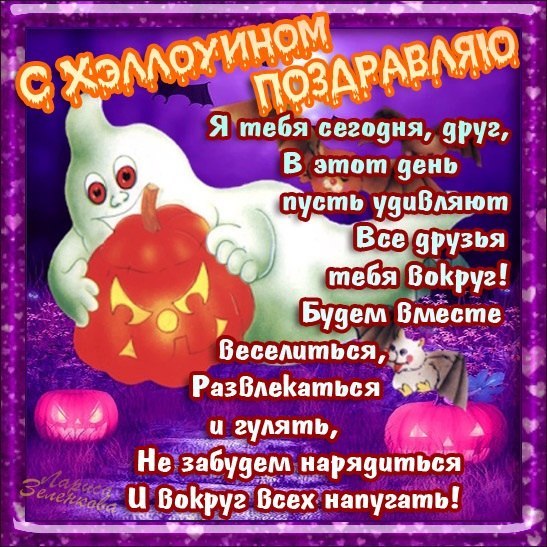 С Хэллоуином
поздравляю
Я тебя сегодня, друг,
В этот день
пусть удивляют
Все друзья
тебя вокруг!
Будем вместе
веселиться,
Развлекаться
и гулять,
Не забудем нарядиться
И вокруг всех напугать!
Лариса
Зеленкова